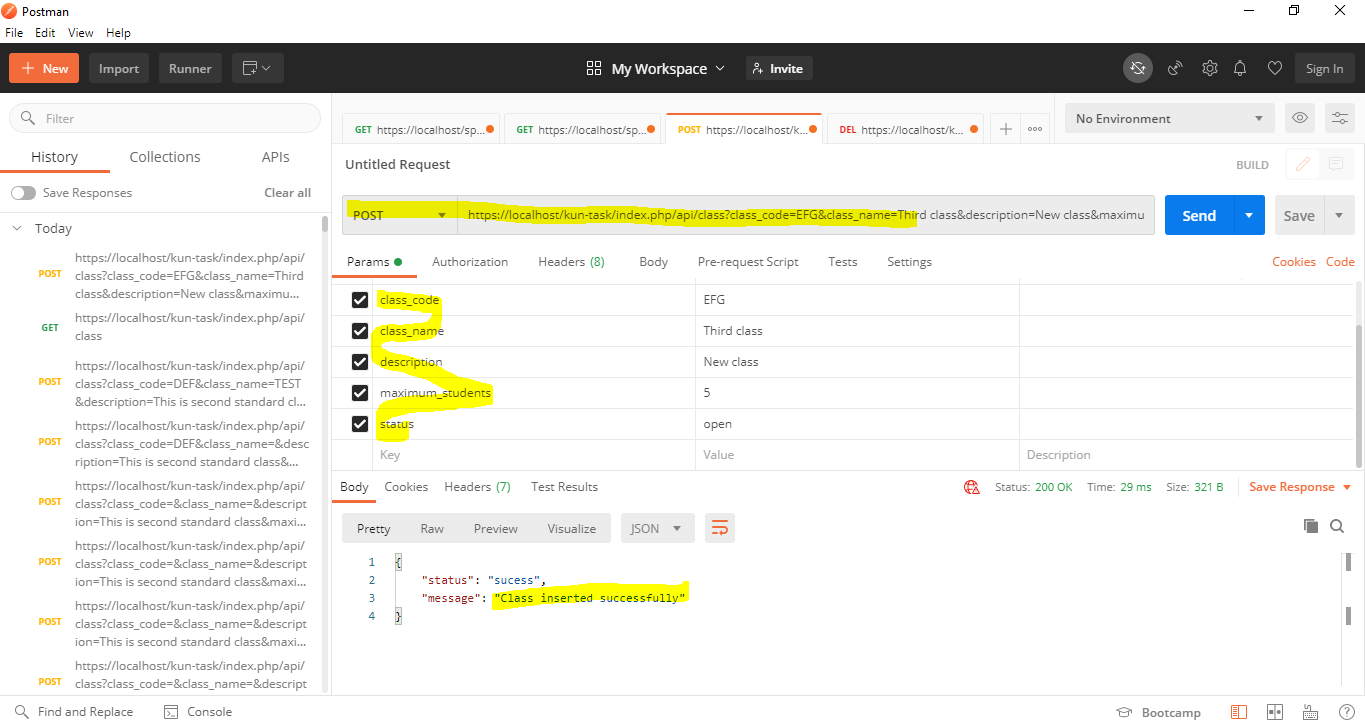 Postman
File Edit View Help
+ New Import Runner My Workspace Invite Sign In
Filter
History Collections APIs
Save Responses Clear all
Today
POST https://localhost/kun-task/index.php/api/
class?class_code=EFG&class_name=Third
class&description=New class&maximu...
GET https://localhost/kun-task/index.php/api/
class
POST https://localhost/kun-task/index.php/api/
class?class_code=DEF&class_name=TEST
&description=This is second standard cl...
POST https://localhost/kun-task/index.php/api/
class?class_code=DEF&class_name=&descr
ription=This is second standard class&...
POST https://localhost/kun-task/index.php/api/
class?class_code=&class_name=&descript
ion=This is second standard class&maxi...
POST https://localhost/kun-task/index.php/api/
class?class_code=&class_name=&descript
ion=This is second standard class&maxi...
POST https://localhost/kun-task/index.php/api/
class?class_code=&class_name=&descript
ion=This is second standard class&maxi...
POST https://localhost/kun-task/index.php/api/
class?class_code=&class_name=&descript
GET https://localhost/sp... GET https://localhost/sp... POST https://localhost/k... DEL https://localhost/k... + ooo No Environment
Untitled Request BUILD
POST https://localhost/kun-task/index.php/api/class?class_code=EFG&class_name=Third class&description=New class&maximu Send Save
Params Authorization Headers (8) Body Pre-request Script Tests Settings Cookies Code
class_code EFG
class_name Third class
description New class
maximum_students 5
status open
Key Value Description
Body Cookies Headers (7) Test Results Status: 200 OK Time: 29 ms Size: 321 B Save Response
Pretty Raw Preview Visualize JSON
1 {
2 "status": "sucess",
3 "message": "Class inserted successfully"
4 }
Find and Replace Console Bootcamp